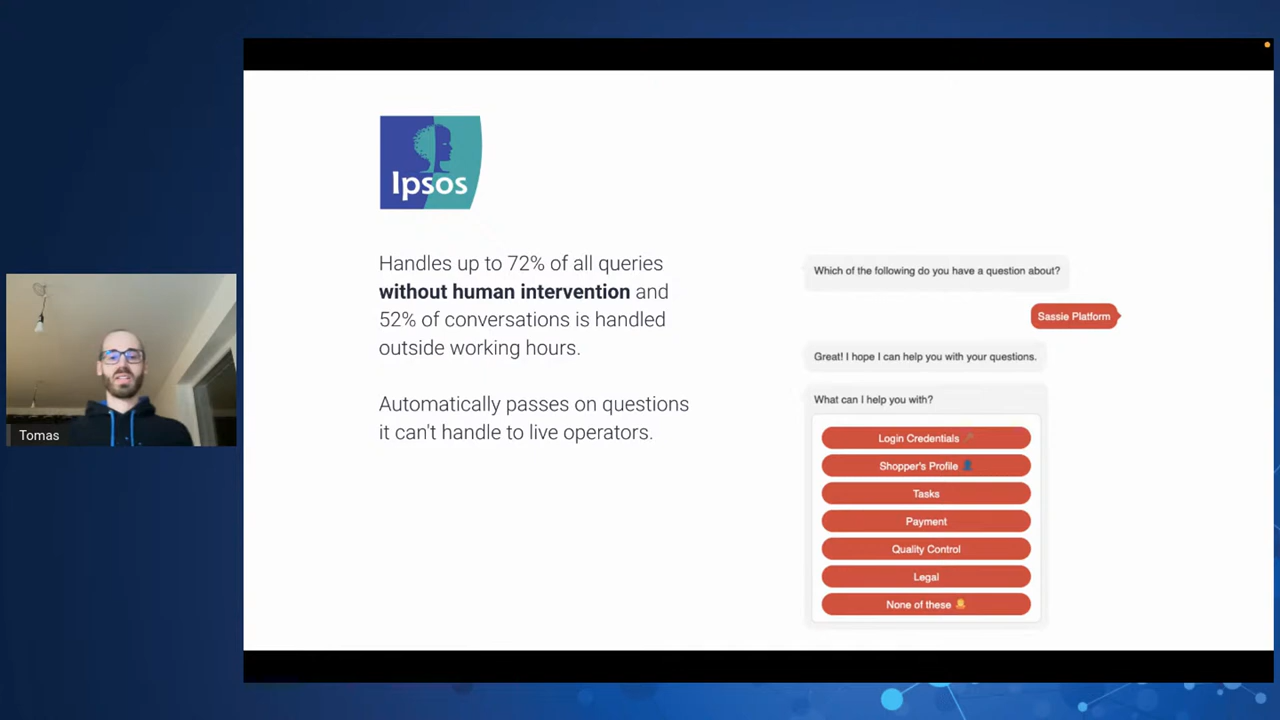 Ipsos
Handles up to 72% of all queries
without human intervention and
52% of conversations is handled
outside working hours.
Automatically passes on questions
it can't handle to live operators.
Which of the following do you have a question about?
Sassie Platform
Great! I hope I can help you with your questions.
What can I help you with?
Login Credentials
Shopper's Profile
Tasks
Payment
Quality Control
Legal
None of these
Tomas